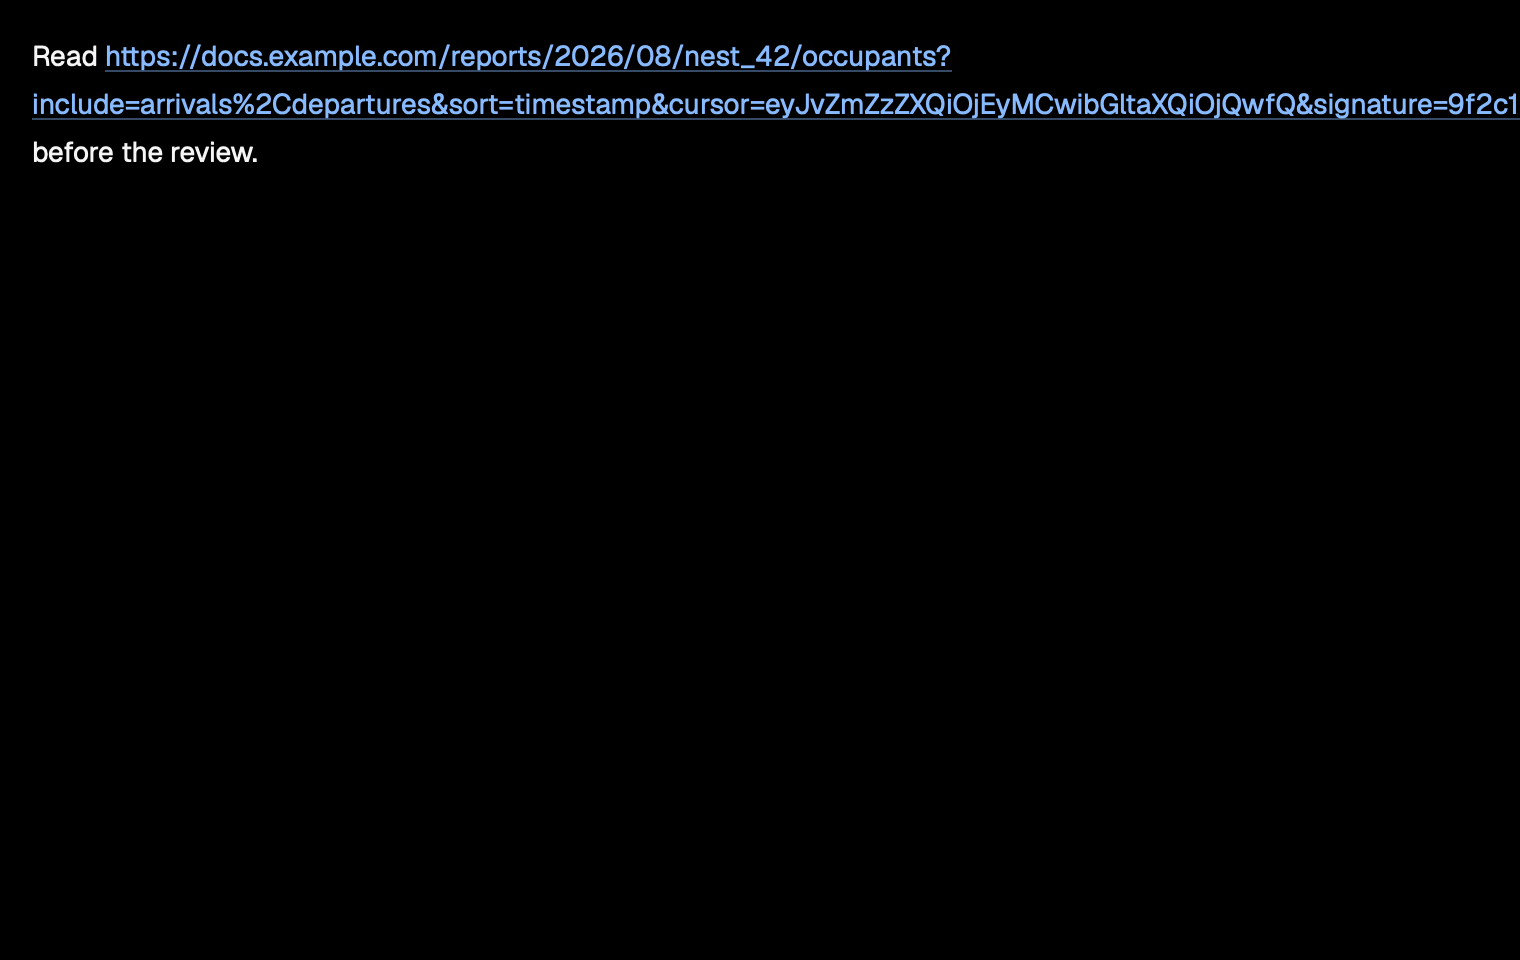 Read https://docs.example.com/reports/2026/08/nest_42/occupants?
include=arrivals%2Cdepartures&sort=timestamp&cursor=eyJvZmZzZXQiOjEyMCwibGltaXQiOjQwfQ&signature=9f2c1
before the review.